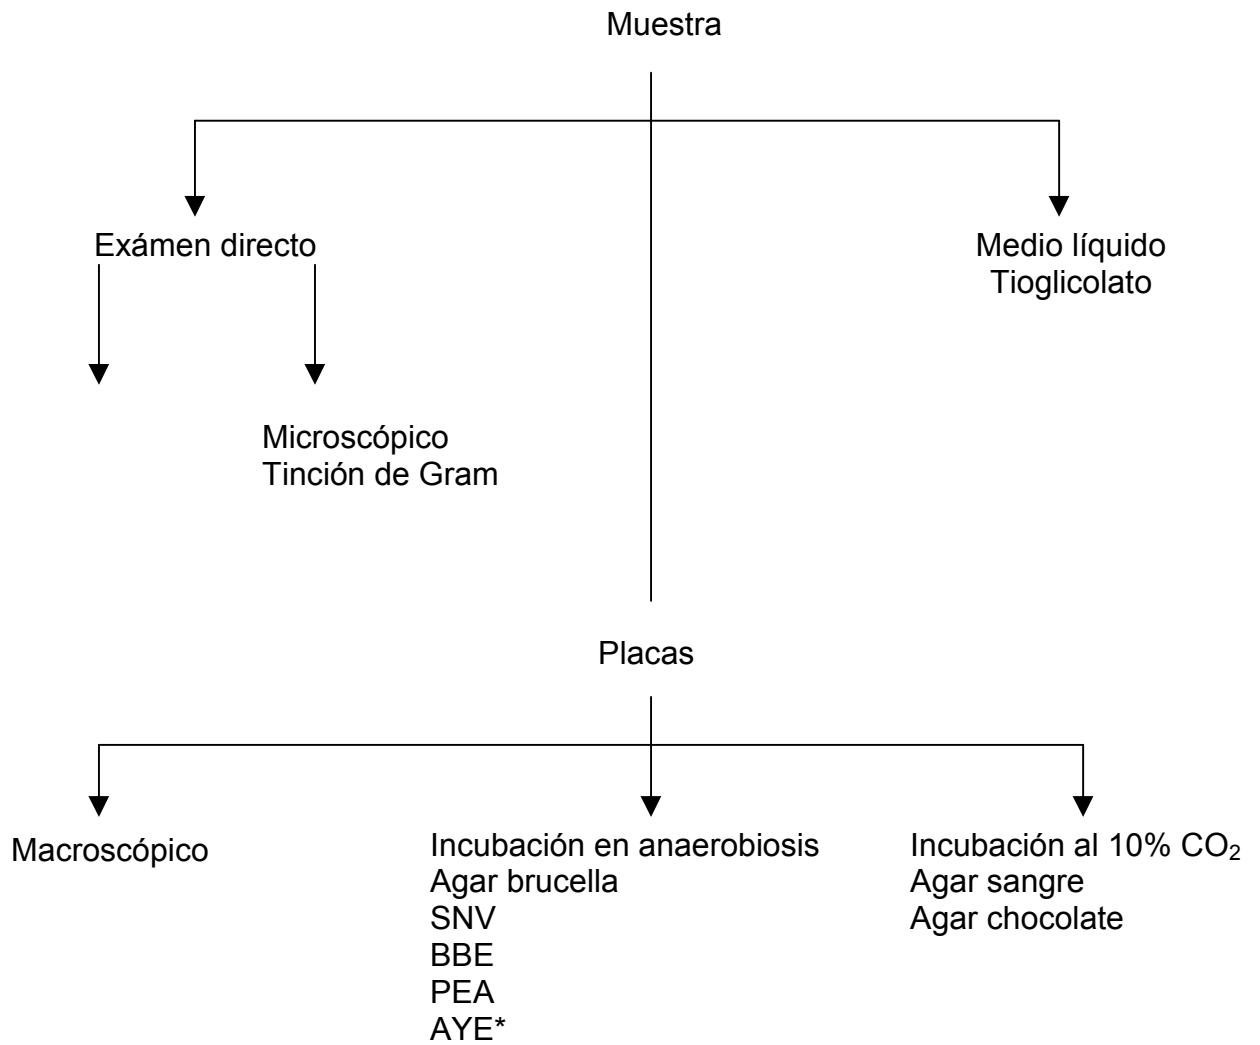 Muestra
Exámen directo
Medio líquido
Tioglicolato
Microscópico
Tinción de Gram
Placas
Macroscópico
Incubación en anaerobiosis
Agar brucella
SNV
BBE
PEA
AYE*
Incubación al 10% CO₂
Agar sangre
Agar chocolate